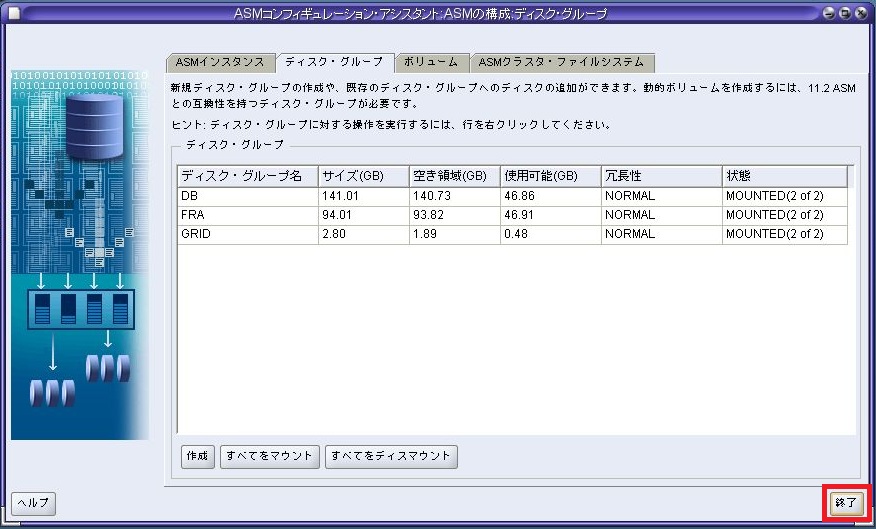 ASMコンフィギュレーション・アシスタント:ASMの構成:ディスク・グループ
ASMインスタンス ディスク・グループ ボリューム ASMクラスタ・ファイルシステム
新規ディスク・グループの作成や、既存のディスク・グループへのディスクの追加ができます。動的ボリュームを作成するには、11.2 ASM
との互換性を持つディスク・グループが必要です。
ヒント: ディスク・グループに対する操作を実行するには、行を右クリックしてください。
ディスク・グループ
ディスク・グループ名 サイズ(GB) 空き領域(GB) 使用可能(GB) 冗長性 状態
DB 141.01 140.73 46.86 NORMAL MOUNTED(2 of 2)
FRA 94.01 93.82 46.91 NORMAL MOUNTED(2 of 2)
GRID 2.80 1.89 0.48 NORMAL MOUNTED(2 of 2)
作成 すべてをマウント すべてをディスマウント
ヘルプ 終了